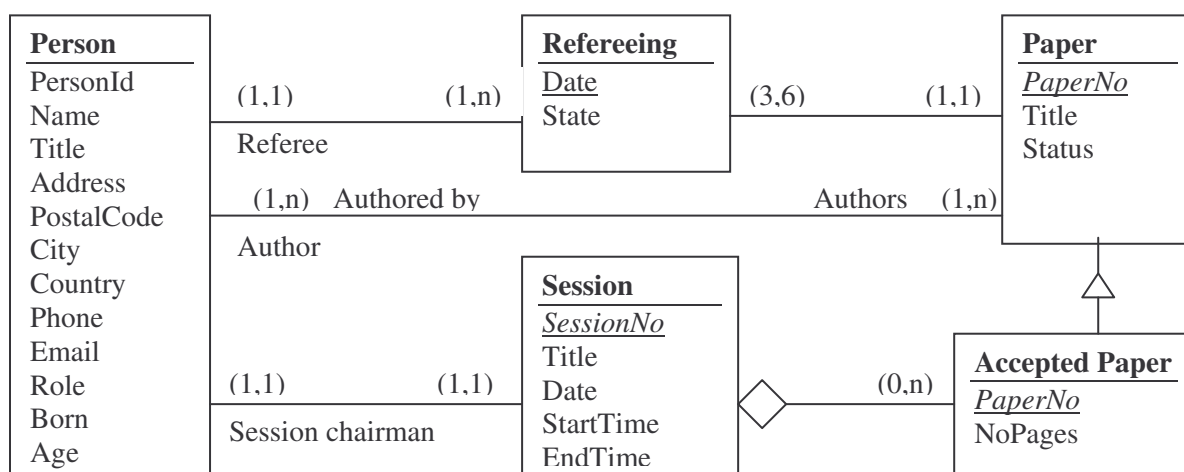 Person
PersonId
Name
Title
Address
PostalCode
City
Country
Phone
Email
Role
Born
Age
(1,1)
(1,n)
Referee
Refereeing
Date
State
(3,6)
(1,1)
Paper
PaperNo
Title
Status
(1,n) Authored by
Authors (1,n)
Author
Session
SessionNo
Title
Date
StartTime
EndTime
(1,1)
(1,1)
Session chairman
(0,n)
Accepted Paper
PaperNo
NoPages